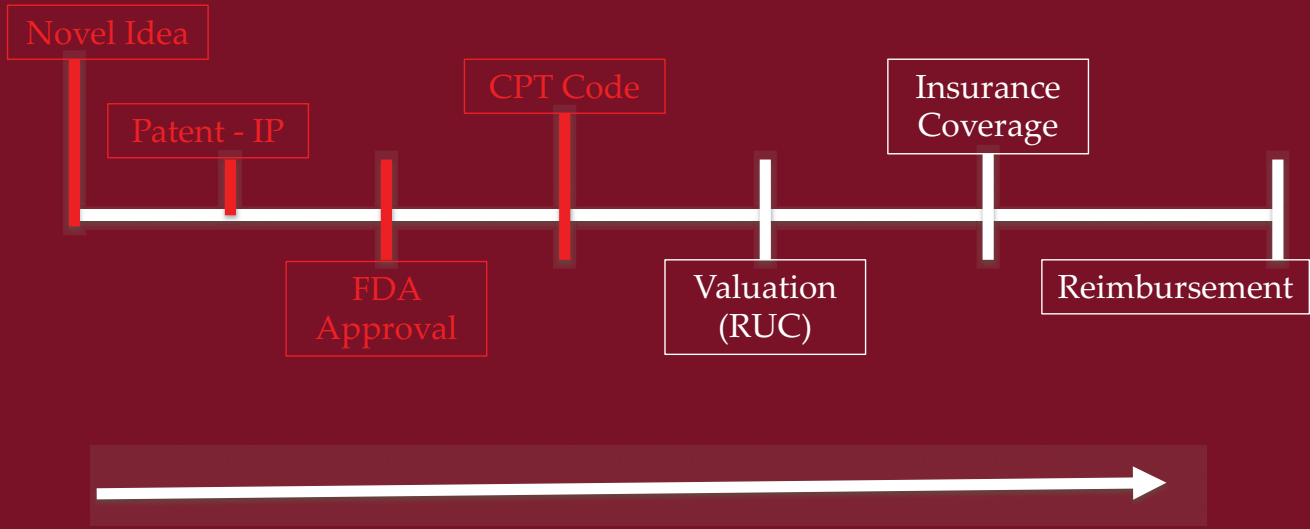 Novel Idea
Patent - IP
FDA
Approval
CPT Code
Valuation
(RUC)
Insurance
Coverage
Reimbursement